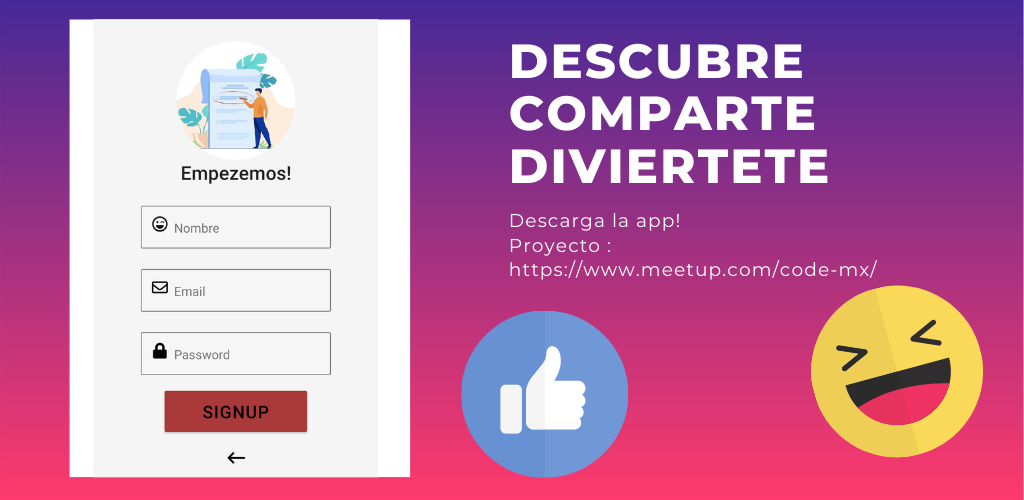 Empezemos!
Nombre
Email
Password
SIGNUP
DESCUBRE
COMPARTE
DIVIERTETE
Descarga la app!
Proyecto :
https://www.meetup.com/code-mx/